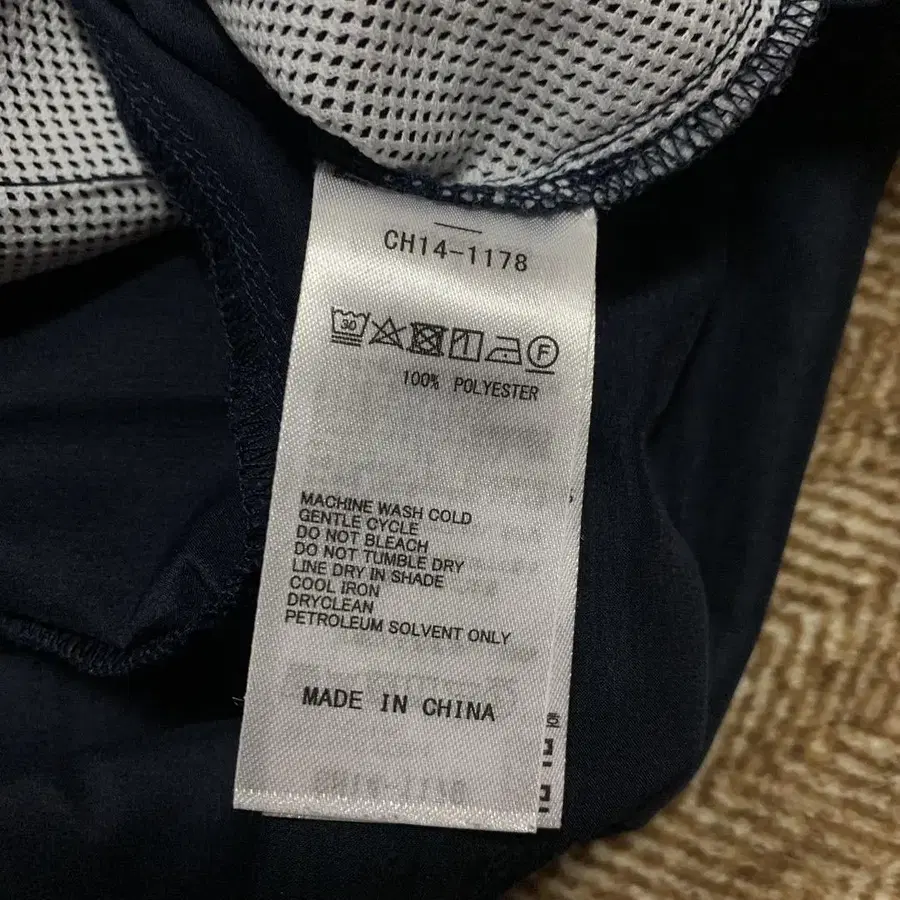 CH14-1178
30 F
100% POLYESTER
MACHINE WASH COLD
GENTLE CYCLE
DO NOT BLEACH
DO NOT TUMBLE DRY
LINE DRY IN SHADE
COOL IRON
DRYCLEAN
PETROLEUM SOLVENT ONLY
MADE IN CHINA